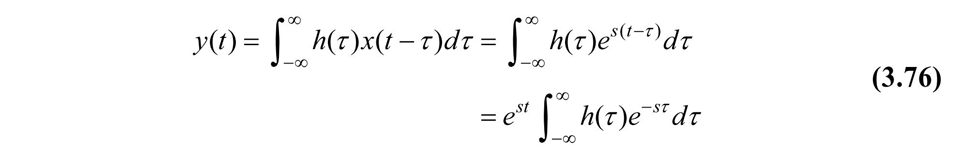 y(t) = ∫_{−∞}^{∞} h(τ)x(t − τ)dτ = ∫_{−∞}^{∞} h(τ)e^{s(t−τ)}dτ
(3.76)
= e^{st} ∫_{−∞}^{∞} h(τ)e^{−sτ}dτ